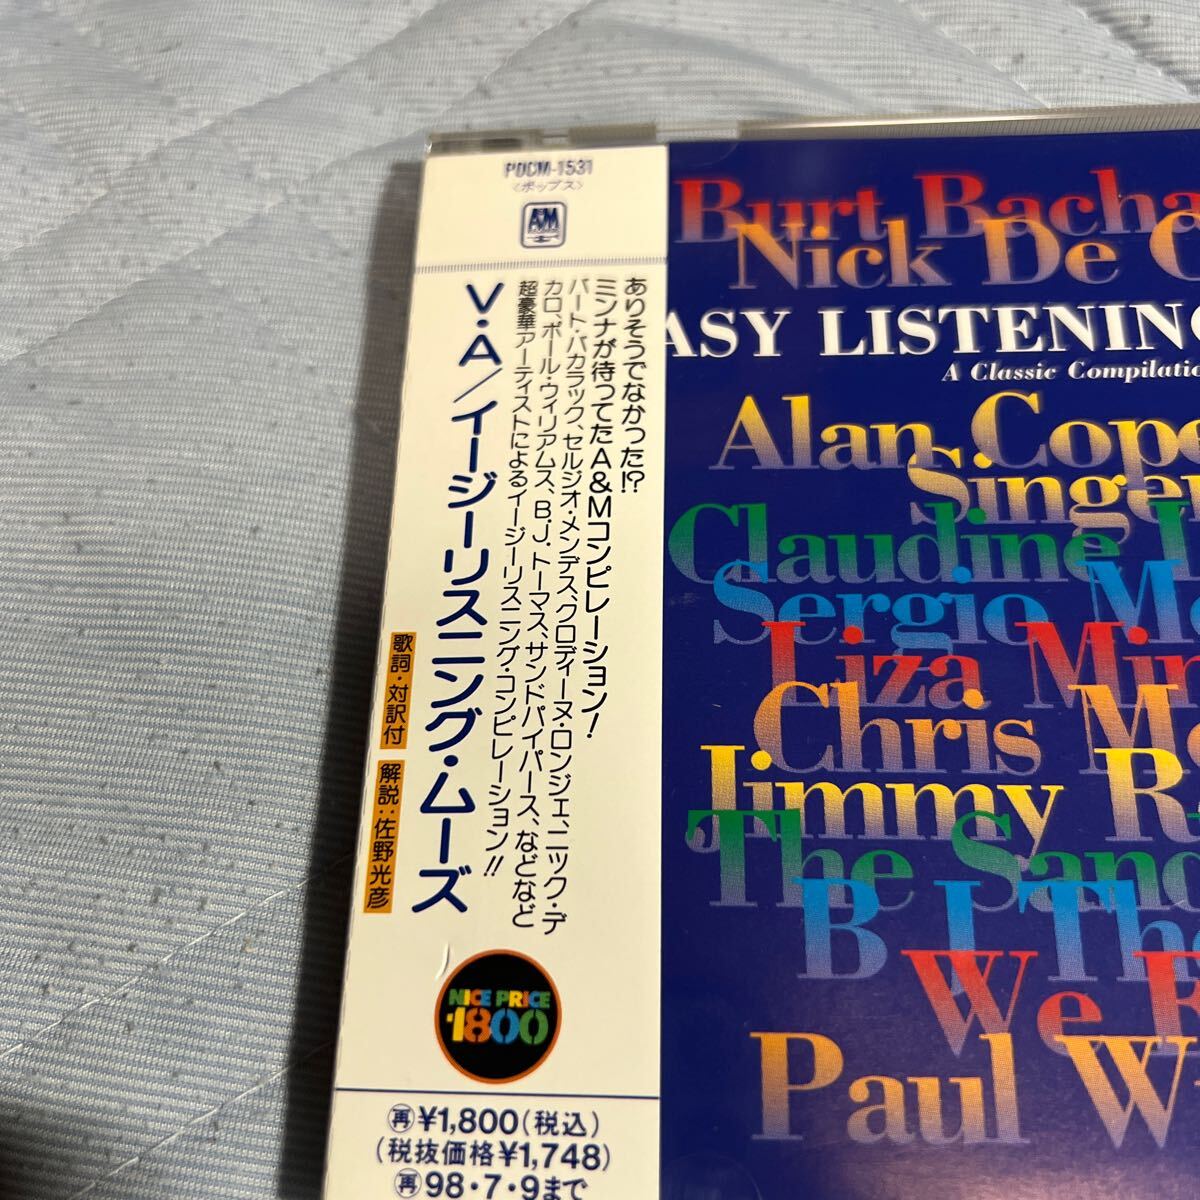 POCM-1531
〈ポップス〉
A&M
V・A/イージーリスニング・ムーズ
ありそうでなかった!?
ミンナが待ってたA&Mコンピレーション!
バート・バカラック、セルジオ・メンデス、クロディーヌ・ロンジェ、ニック・デ
カロ、ポール・ウィリアムス、B.J.トーマス、サンドパイパース、などなど
超豪華アーティストによるイージーリスニング・コンピレーション!!
歌詞・対訳付
解説:佐野光彦
NICE PRICE
1800
再¥1,800(税込)
(税抜価格¥1,748)
再98・7・9まで
Burt Bacha
Nick De C
ASY LISTENING
A Classic Compilatio
Alan Cope
Singer
Claudine L
Sergio Me
Liza Min
Chris Mo
Jimmy R
The Sand
B J Tho
We F
Paul W